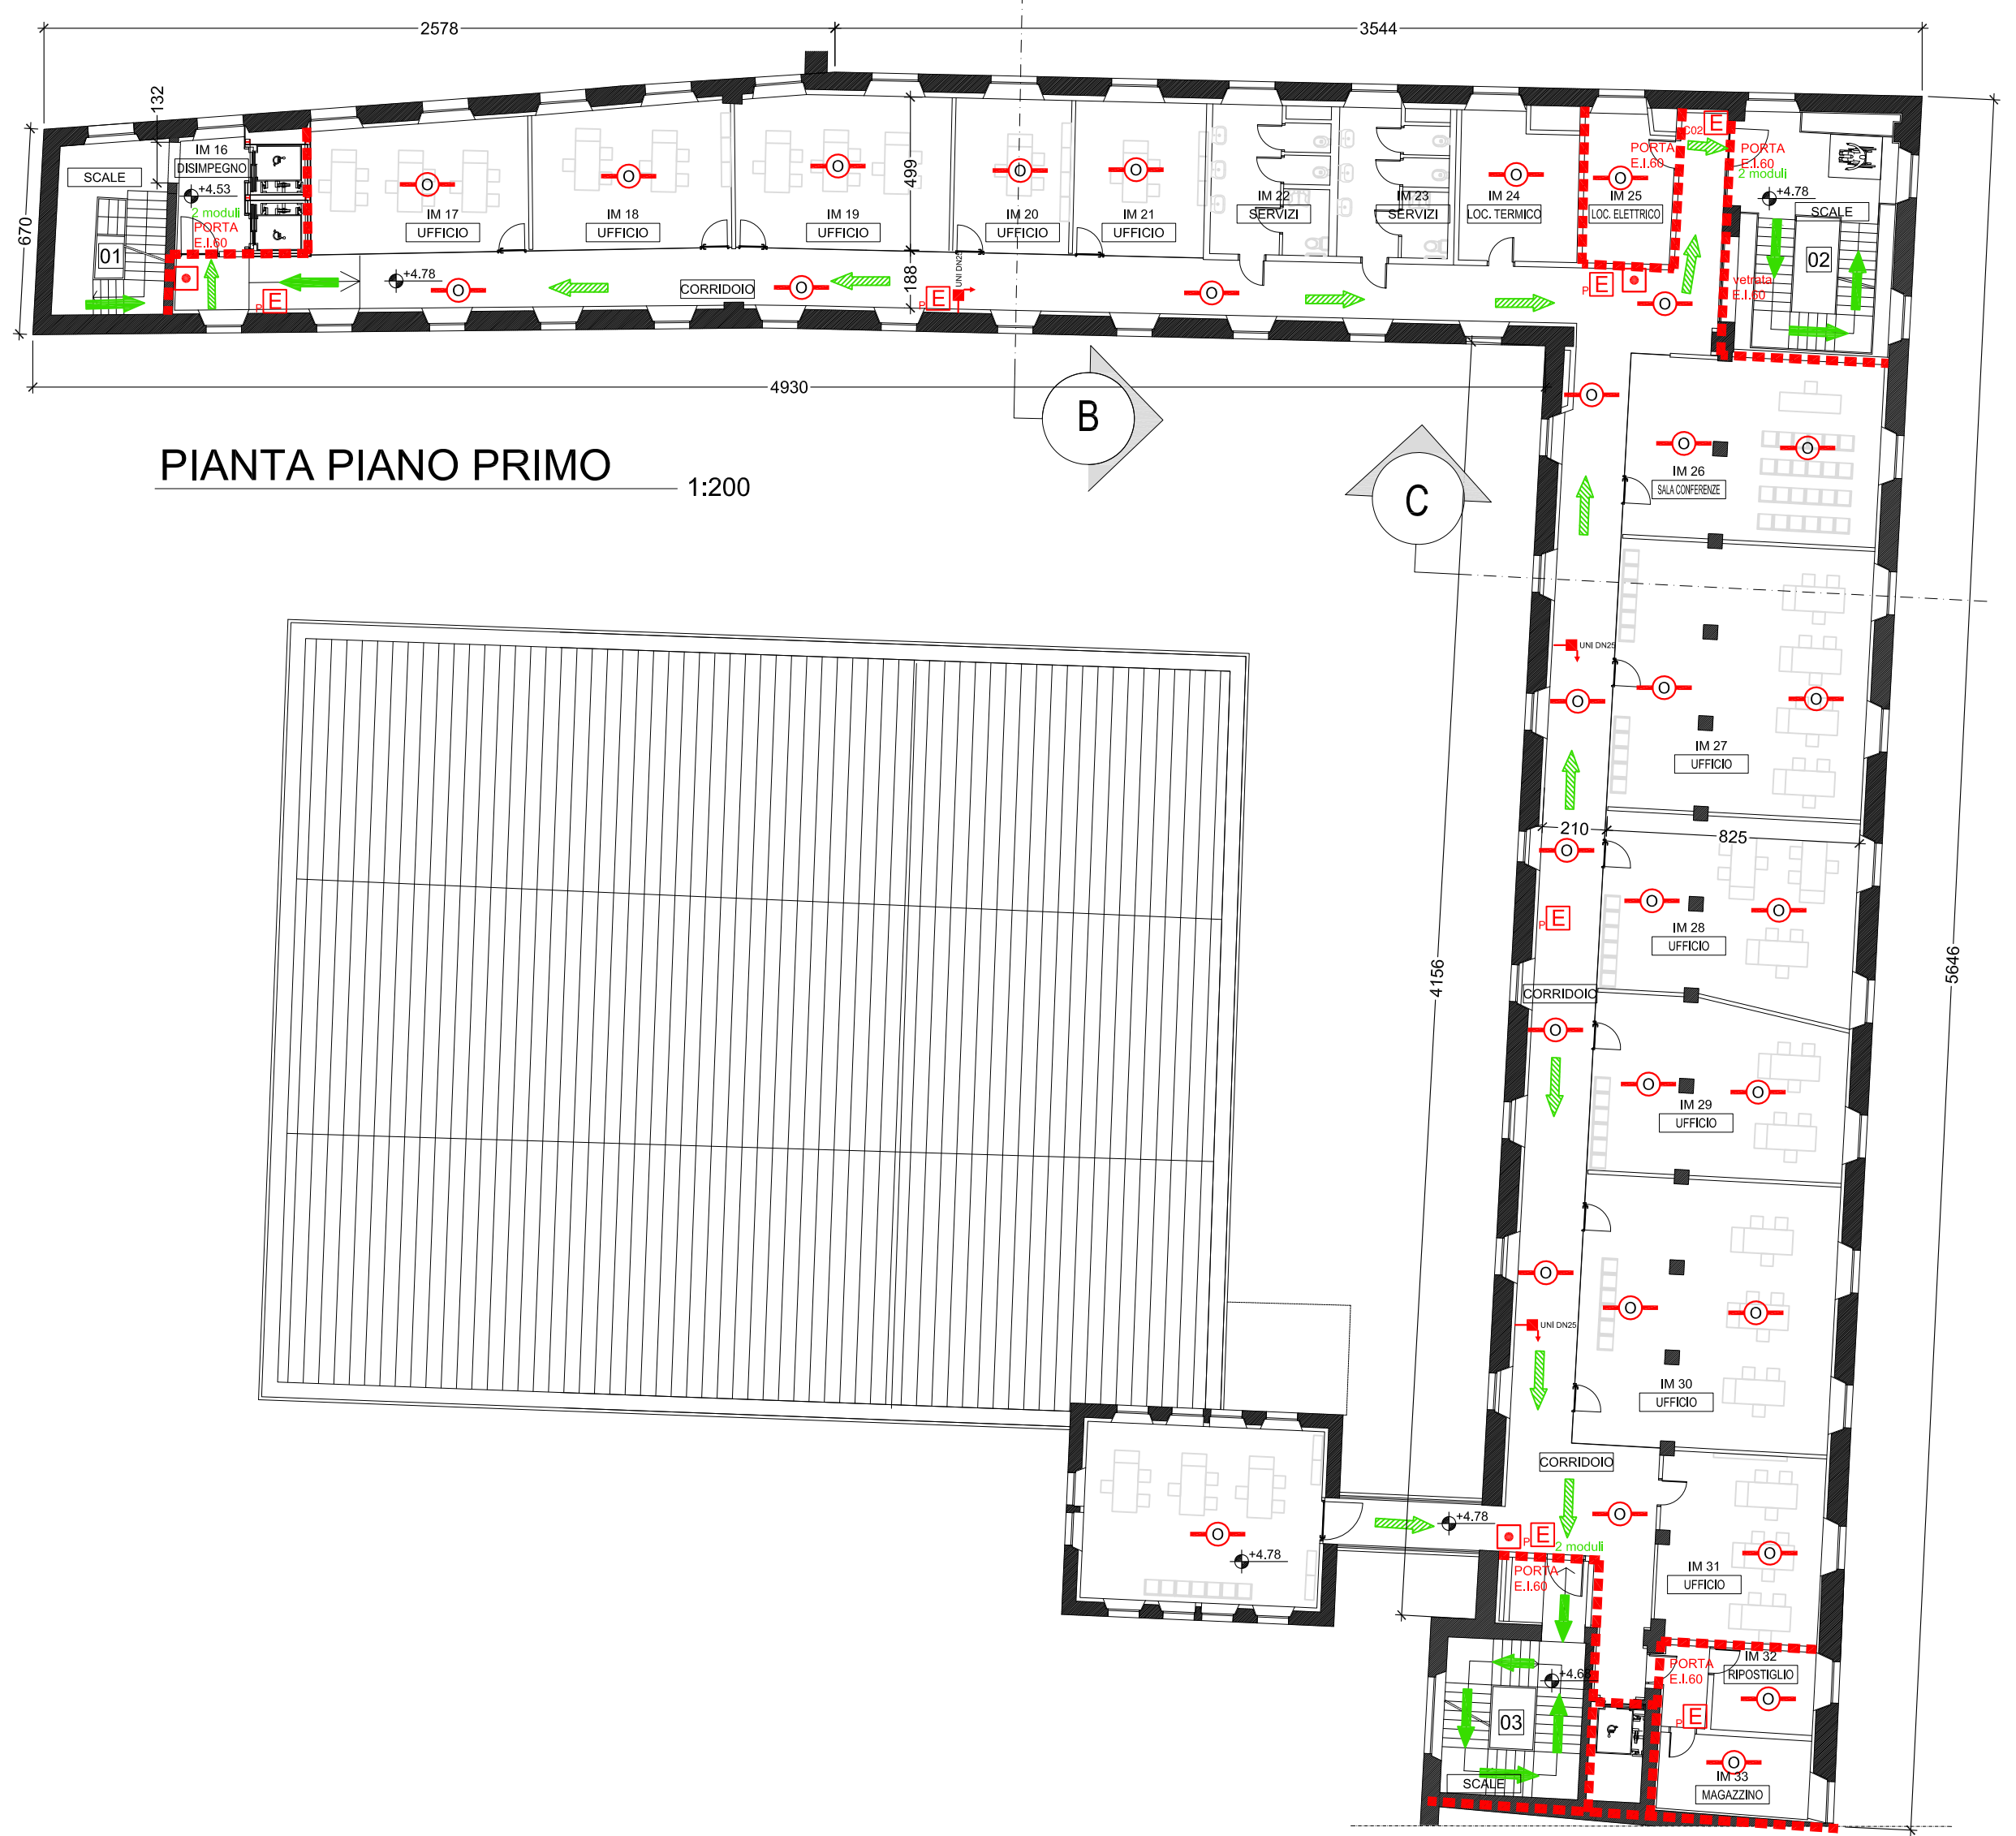 2578
3544
132
670
SCALE
IM 16
DISIMPEGNO
+4.53
2 moduli
PORTA
E.I.60
01
E
P
+4.78
IM 17
UFFICIO
O
IM 18
UFFICIO
O
IM 19
UFFICIO
O
499
188
IM 20
UFFICIO
O
IM 21
UFFICIO
O
IM 22
SERVIZI
IM 23
SERVIZI
IM 24
LOC. TERMICO
O
IM 25
LOC. ELETTRICO
O
PORTA
E.I.60
C02
E
PORTA
E.I.60
2 moduli
+4.78
SCALE
02
vetrata
E.I.60
O
O
CORRIDOIO
P
E
UNI DN25
O
P
E
O
4930
B
C
PIANTA PIANO PRIMO
1:200
O
O
O
IM 26
SALA CONFERENZE
UNI DN25
O
O
O
IM 27
UFFICIO
210
825
O
P
E
O
O
IM 28
UFFICIO
4156
5646
CORRIDOIO
O
O
O
IM 29
UFFICIO
O
UNI DN25
O
O
IM 30
UFFICIO
CORRIDOIO
O
O
+4.78
+4.78
P
E
2 moduli
PORTA
E.I.60
O
IM 31
UFFICIO
IM 32
RIPOSTIGLIO
O
PORTA
E.I.60
P
E
03
SCALE
O
IM 33
MAGAZZINO